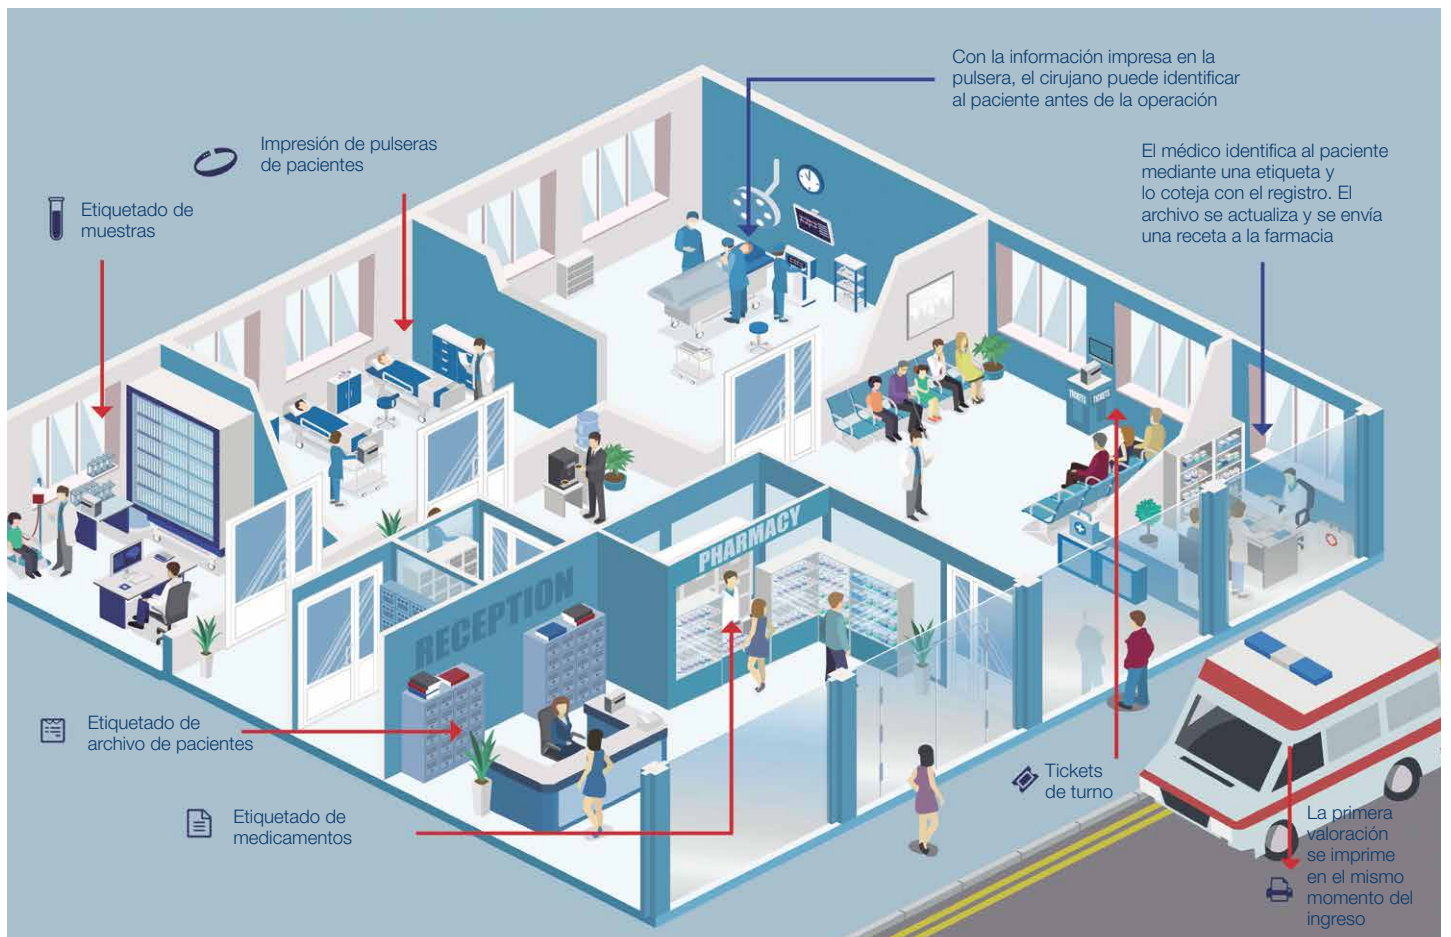 Con la información impresa en la
pulsera, el cirujano puede identificar
al paciente antes de la operación
Impresión de pulseras
de pacientes
El médico identifica al paciente
mediante una etiqueta y
lo coteja con el registro. El
archivo se actualiza y se envía
una receta a la farmacia
Etiquetado de
muestras
TICKETS TICKETS
PHARMACY
RECEPTION
Etiquetado de
archivo de pacientes
Tickets
de turno
Etiquetado de
medicamentos
La primera
valoración
se imprime
en el mismo
momento del
ingreso